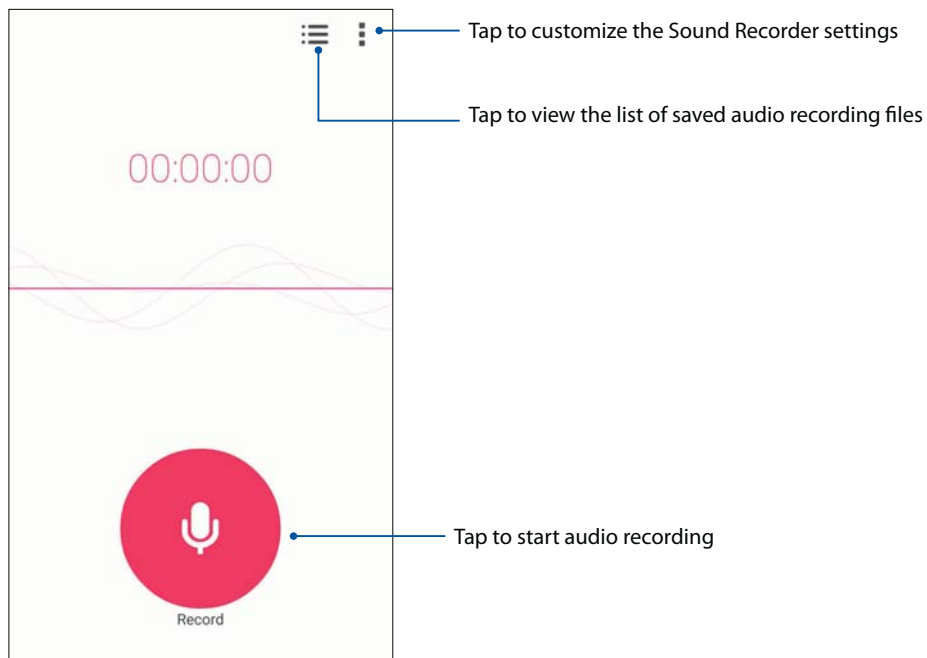 Tap to customize the Sound Recorder settings
Tap to view the list of saved audio recording files
00:00:00
Tap to start audio recording
Record